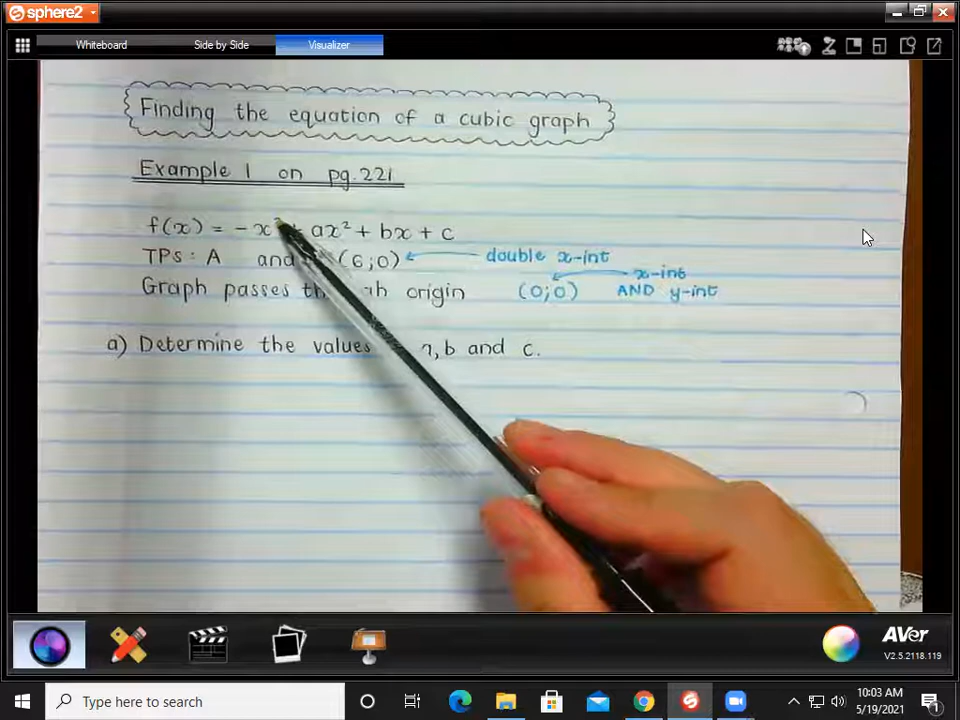 sphere2
Whiteboard Side by Side Visualizer
Finding the equation of a cubic graph
Example 1 on pg.221
f(x) = -x³ + ax² + bx + c
TPs: A and (6;0) double x-int
Graph passes origin (0;0) x-int
AND y-int
a) Determine the values a,b and c.
AVer
V2.5.2118.119
Type here to search
10:03 AM
5/19/2021
1